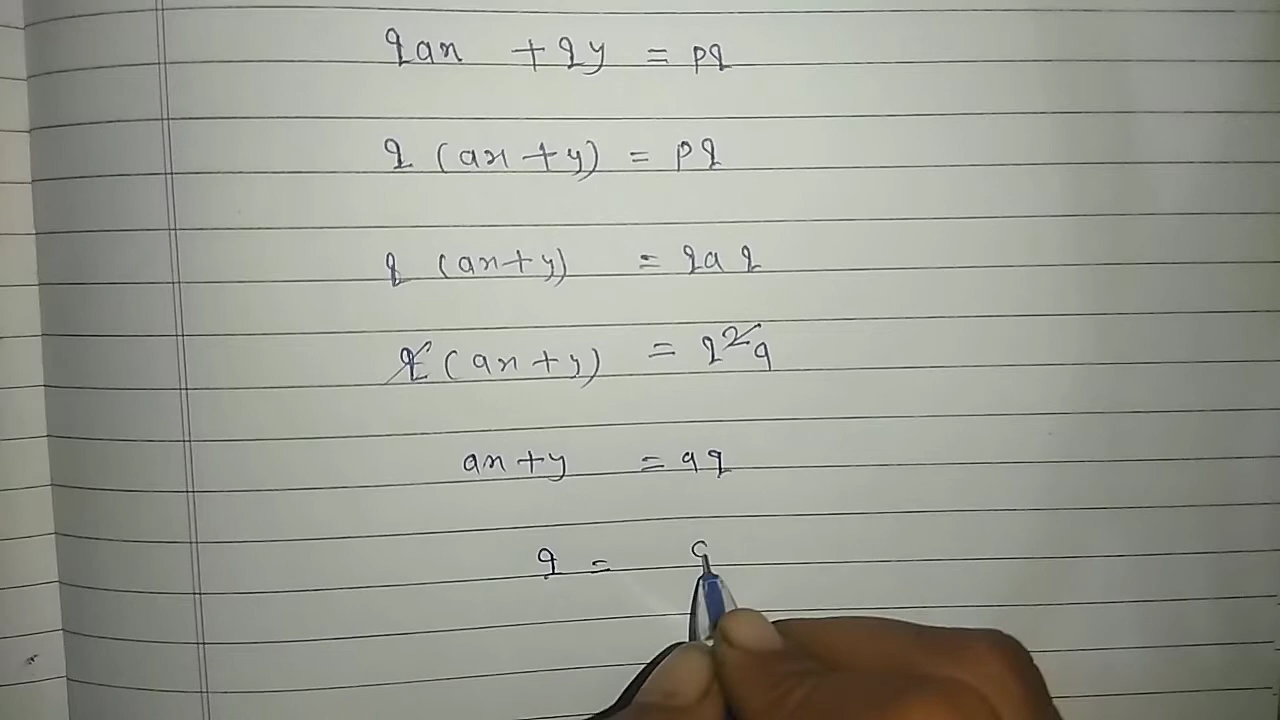 qax + qy = pq
q (ax + y) = pq
q (ax + y) = qa q
q (ax + y) = q²a
ax + y = aq
q = a